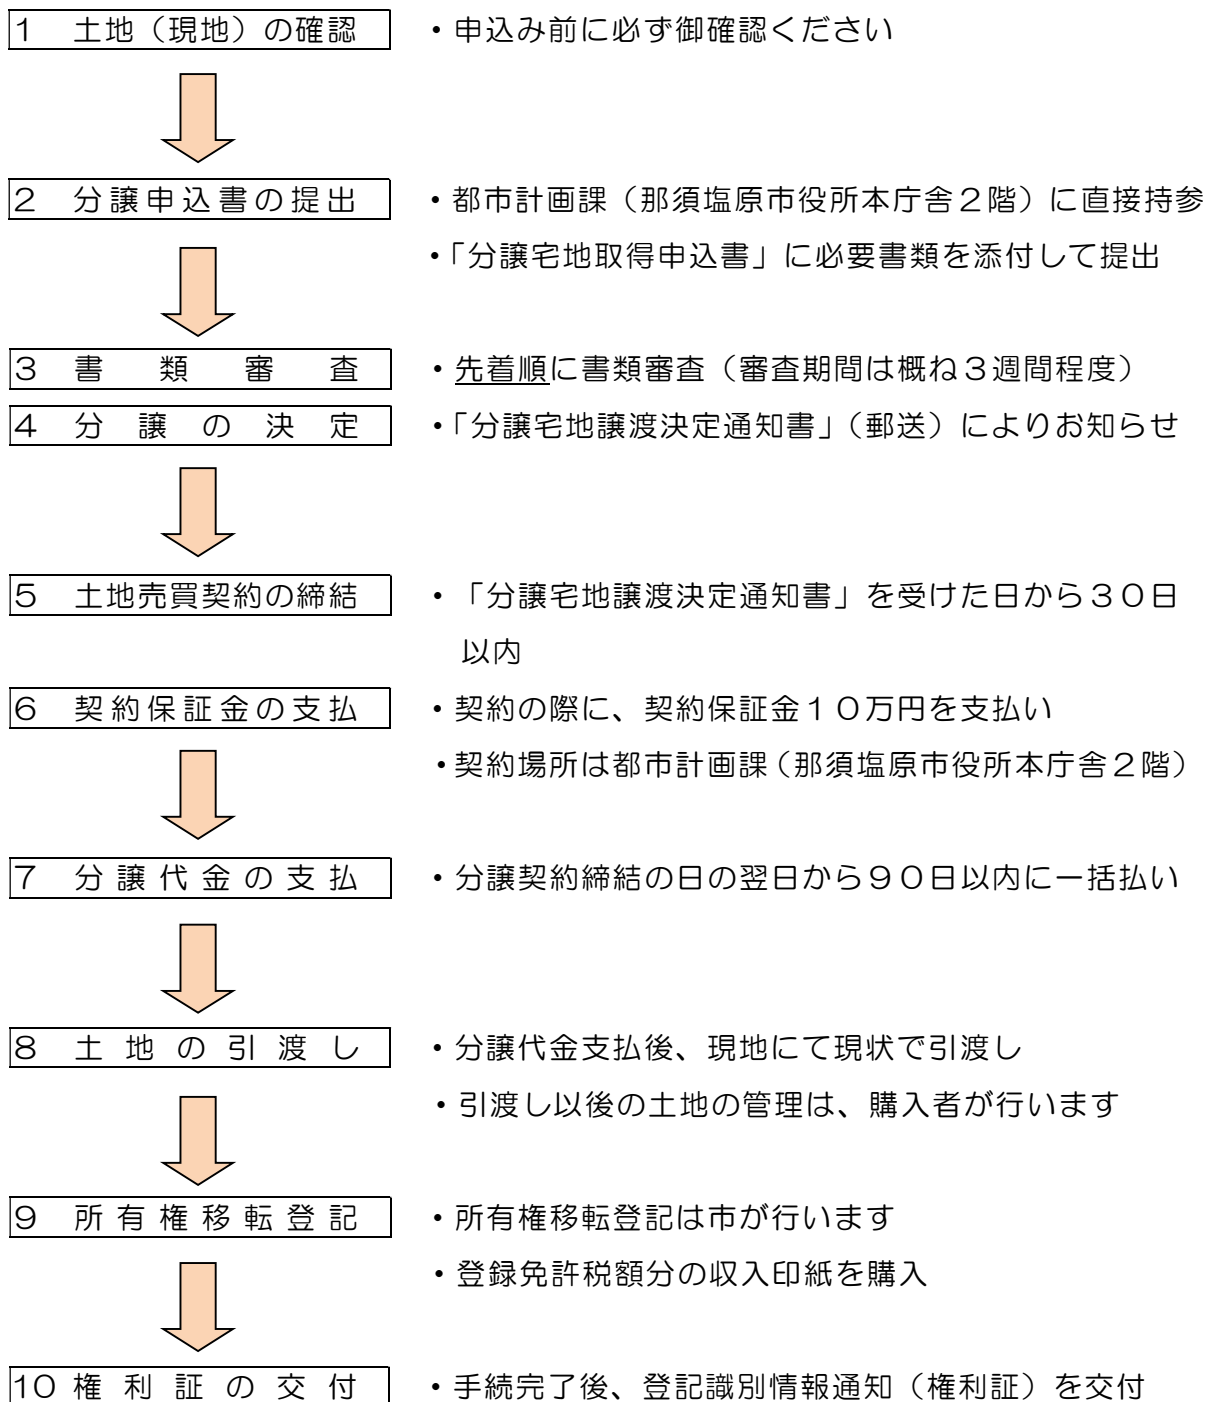 1 土地（現地）の確認 ・申込み前に必ず御確認ください
2 分譲申込書の提出 ・都市計画課（那須塩原市役所本庁舎２階）に直接持参
・「分譲宅地取得申込書」に必要書類を添付して提出
3 書類審査 ・先着順に書類審査（審査期間は概ね３週間程度）
4 分譲の決定 ・「分譲宅地譲渡決定通知書」（郵送）によりお知らせ
5 土地売買契約の締結 ・「分譲宅地譲渡決定通知書」を受けた日から３０日
以内
6 契約保証金の支払 ・契約の際に、契約保証金１０万円を支払い
・契約場所は都市計画課（那須塩原市役所本庁舎２階）
7 分譲代金の支払 ・分譲契約締結の日の翌日から９０日以内に一括払い
8 土地の引渡し ・分譲代金支払後、現地にて現状で引渡し
・引渡し以後の土地の管理は、購入者が行います
9 所有権移転登記 ・所有権移転登記は市が行います
・登録免許税額分の収入印紙を購入
10 権利証の交付 ・手続完了後、登記識別情報通知（権利証）を交付